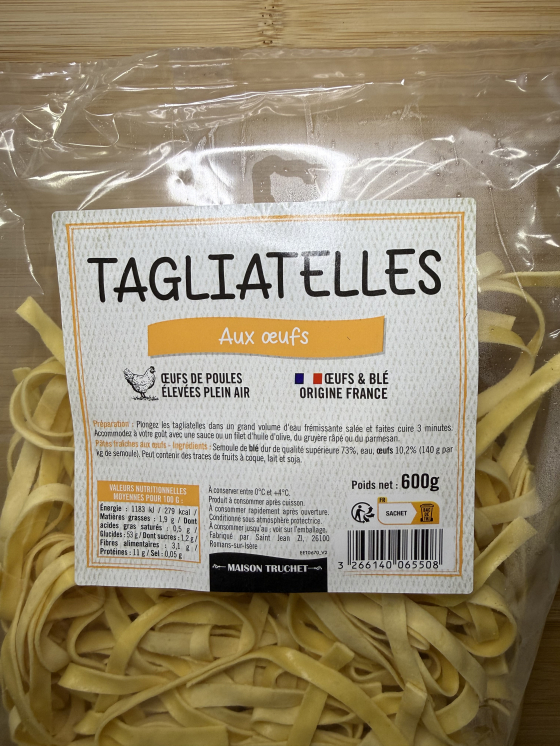 TAGLIATELLES
Aux œufs
ŒUFS DE POULES
ÉLEVÉES PLEIN AIR
ŒUFS & BLÉ
ORIGINE FRANCE
Préparation : Plongez les tagliatelles dans un grand volume d'eau frémissante salée et faites cuire 3 minutes.
Accommodez à votre goût avec une sauce ou un filet d'huile d'olive, du gruyère râpé ou du parmesan.
Pâtes fraîches aux œufs - Ingrédients : Semoule de blé dur de qualité supérieure 73%, eau, œufs 10,2% (140 g par
kg de semoule). Peut contenir des traces de fruits à coque, lait et soja.
VALEURS NUTRITIONNELLES
MOYENNES POUR 100 G :
Énergie : 1183 kJ / 279 kcal /
Matières grasses : 1,9 g / Dont
acides gras saturés : 0,5 g /
Glucides : 53 g / Dont sucres : 1,2 g /
Fibres alimentaires : 3,1 g /
Protéines : 11 g / Sel : 0,05 g
À conserver entre 0°C et +4°C.
Produit à consommer après cuisson.
À consommer rapidement après ouverture.
Conditionné sous atmosphère protectrice.
À consommer jusqu'au : voir sur l'emballage.
Fabriqué par Saint Jean ZI, 26100
Romans-sur-Isère
Poids net : 600g
FR
SACHET
BAC DE TRI
MAISON TRUCHET
3 266140 065508